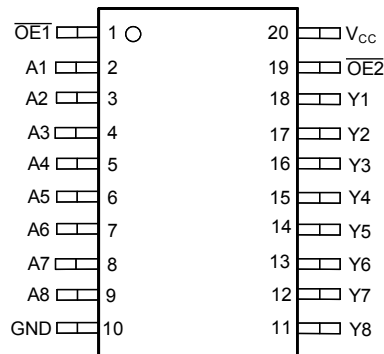 O̅E̅1̅ 1 20 VCC
A1 2 19 O̅E̅2̅
A2 3 18 Y1
A3 4 17 Y2
A4 5 16 Y3
A5 6 15 Y4
A6 7 14 Y5
A7 8 13 Y6
A8 9 12 Y7
GND 10 11 Y8